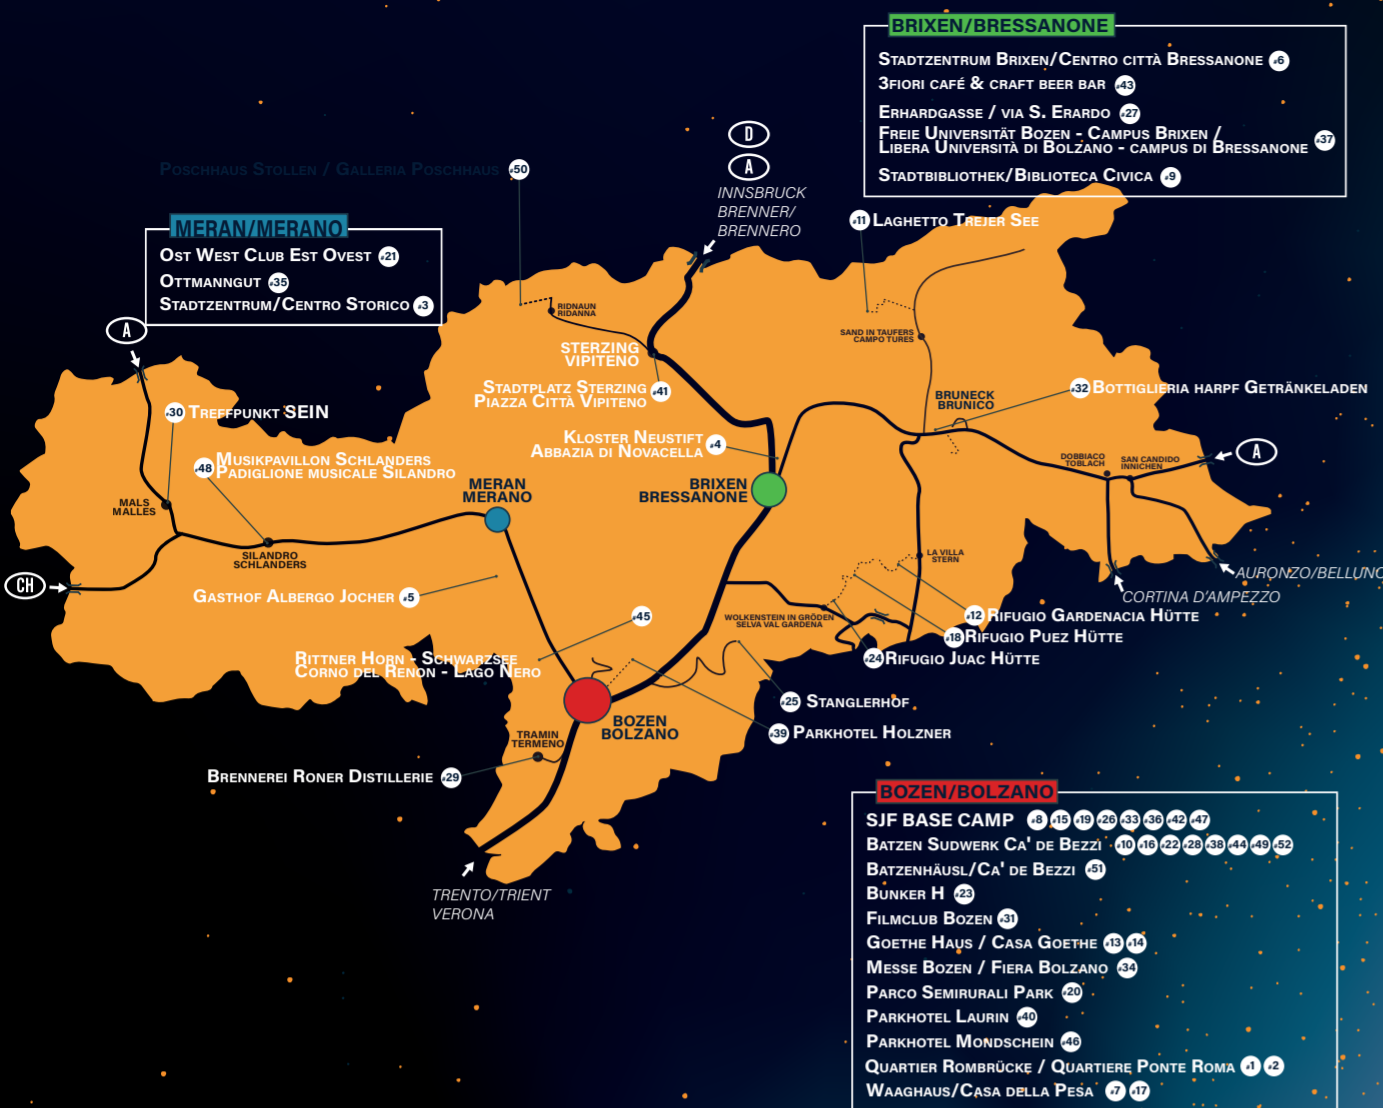 BRIXEN/BRESSANONE
Stadtzentrum Brixen/Centro città Bressanone 6
3fiori café & craft beer bar 43
Erhardgasse / via S. Erardo 27
Freie Universität Bozen - Campus Brixen /
Libera Università di Bolzano - campus di Bressanone 37
Stadtbibliothek/Biblioteca Civica 9
D
A
INNSBRUCK
BRENNER/
BRENNERO
Poschhaus Stollen / Galleria Poschhaus 50
MERAN/MERANO
Ost West Club Est Ovest 21
Ottmanngut 35
Stadtzentrum/Centro Storico 3
11 Laghetto Trejer See
A
RIDNAUN
RIDANNA
SAND IN TAUFERS
CAMPO TURES
STERZING
VIPITENO
Stadtplatz Sterzing
Piazza Città Vipiteno 41
32 Bottiglieria harpf Getränkeladen
BRUNECK
BRUNICO
30 Treffpunkt SEIN
Kloster Neustift
Abbazia di Novacella 4
48 Musikpavillon Schlanders
Padiglione musicale Silandro
A
DOBBIACO
TOBLACH
SAN CANDIDO
INNICHEN
MERAN
MERANO
BRIXEN
BRESSANONE
MALS
MALLES
SILANDRO
SCHLANDERS
LA VILLA
STERN
CH
AURONZO/BELLUNO
CORTINA D'AMPEZZO
Gasthof Albergo Jocher 5
45
WOLKENSTEIN IN GRÖDEN
SELVA VAL GARDENA
12 Rifugio Gardenacia Hütte
18 Rifugio Puez Hütte
24 Rifugio Juac Hütte
Rittner Horn - Schwarzsee
Corno del Renon - Lago Nero
25 Stanglerhof
BOZEN
BOLZANO
39 Parkhotel Holzner
TRAMIN
TERMENO
Brennerei Roner Distillerie 29
TRENTO/TRIENT
VERONA
BOZEN/BOLZANO
SJF BASE CAMP 8 15 19 26 33 36 42 47
Batzen Sudwerk Ca' de Bezzi 10 16 22 28 38 44 49 52
Batzenhäusl/Ca' de Bezzi 51
Bunker H 23
Filmclub Bozen 31
Goethe Haus / Casa Goethe 13 14
Messe Bozen / Fiera Bolzano 34
Parco Semirurali Park 20
Parkhotel Laurin 40
Parkhotel Mondschein 46
Quartier Rombrücke / Quartiere Ponte Roma 1 2
Waaghaus/Casa della Pesa 7 17